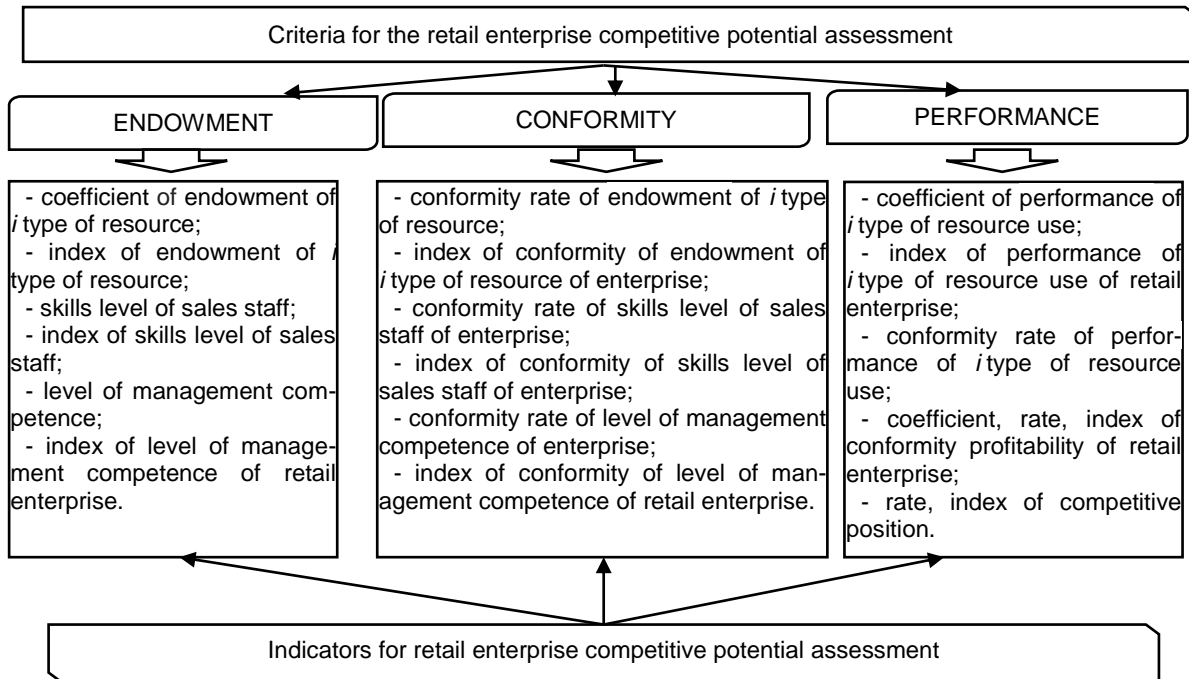 Criteria for the retail enterprise competitive potential assessment
ENDOWMENT
CONFORMITY
PERFORMANCE
- coefficient of endowment of
i type of resource;
- index of endowment of i
type of resource;
- skills level of sales staff;
- index of skills level of sales
staff;
- level of management com-
petence;
- index of level of manage-
ment competence of retail
enterprise.
- conformity rate of endowment of i type
of resource;
- index of conformity of endowment of
i type of resource of enterprise;
- conformity rate of skills level of sales
staff of enterprise;
- index of conformity of skills level of
sales staff of enterprise;
- conformity rate of level of management
competence of enterprise;
- index of conformity of level of man-
agement competence of retail enterprise.
- coefficient of performance of
i type of resource use;
- index of performance of
i type of resource use of retail
enterprise;
- conformity rate of perfor-
mance of i type of resource
use;
- coefficient, rate, index of
conformity profitability of retail
enterprise;
- rate, index of competitive
position.
Indicators for retail enterprise competitive potential assessment